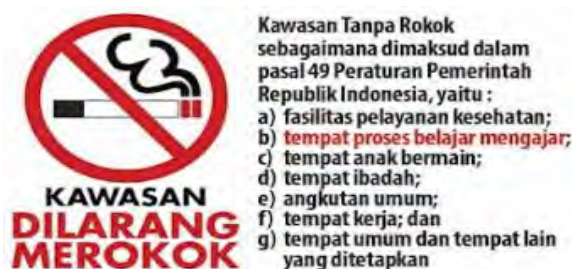 KAWASAN
DILARANG
MEROKOK
Kawasan Tanpa Rokok
sebagaimana dimaksud dalam
pasal 49 Peraturan Pemerintah
Republik Indonesia, yaitu :
a) fasilitas pelayanan kesehatan;
b) tempat proses belajar mengajar;
c) tempat anak bermain;
d) tempat ibadah;
e) angkutan umum;
f) tempat kerja; dan
g) tempat umum dan tempat lain
yang ditetapkan